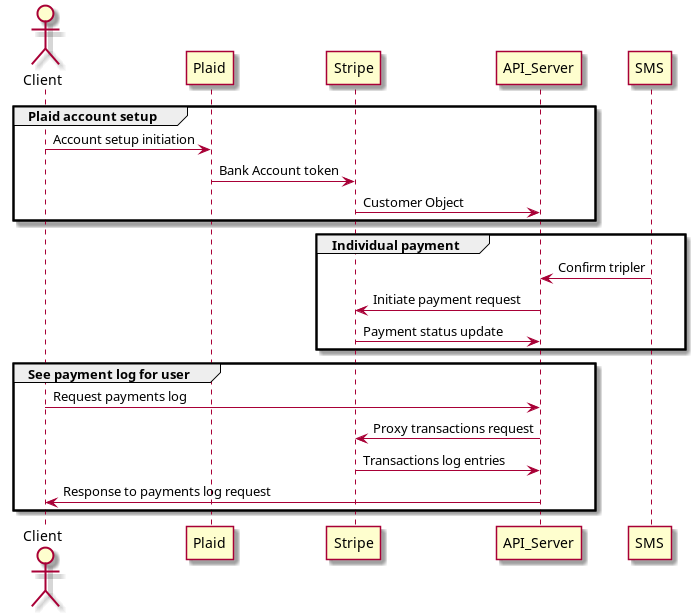 Client
Plaid
Stripe
API_Server
SMS
Plaid account setup
Account setup initiation
Bank Account token
Customer Object
Individual payment
Confirm tripler
Initiate payment request
Payment status update
See payment log for user
Request payments log
Proxy transactions request
Transactions log entries
Response to payments log request
Client
Plaid
Stripe
API_Server
SMS